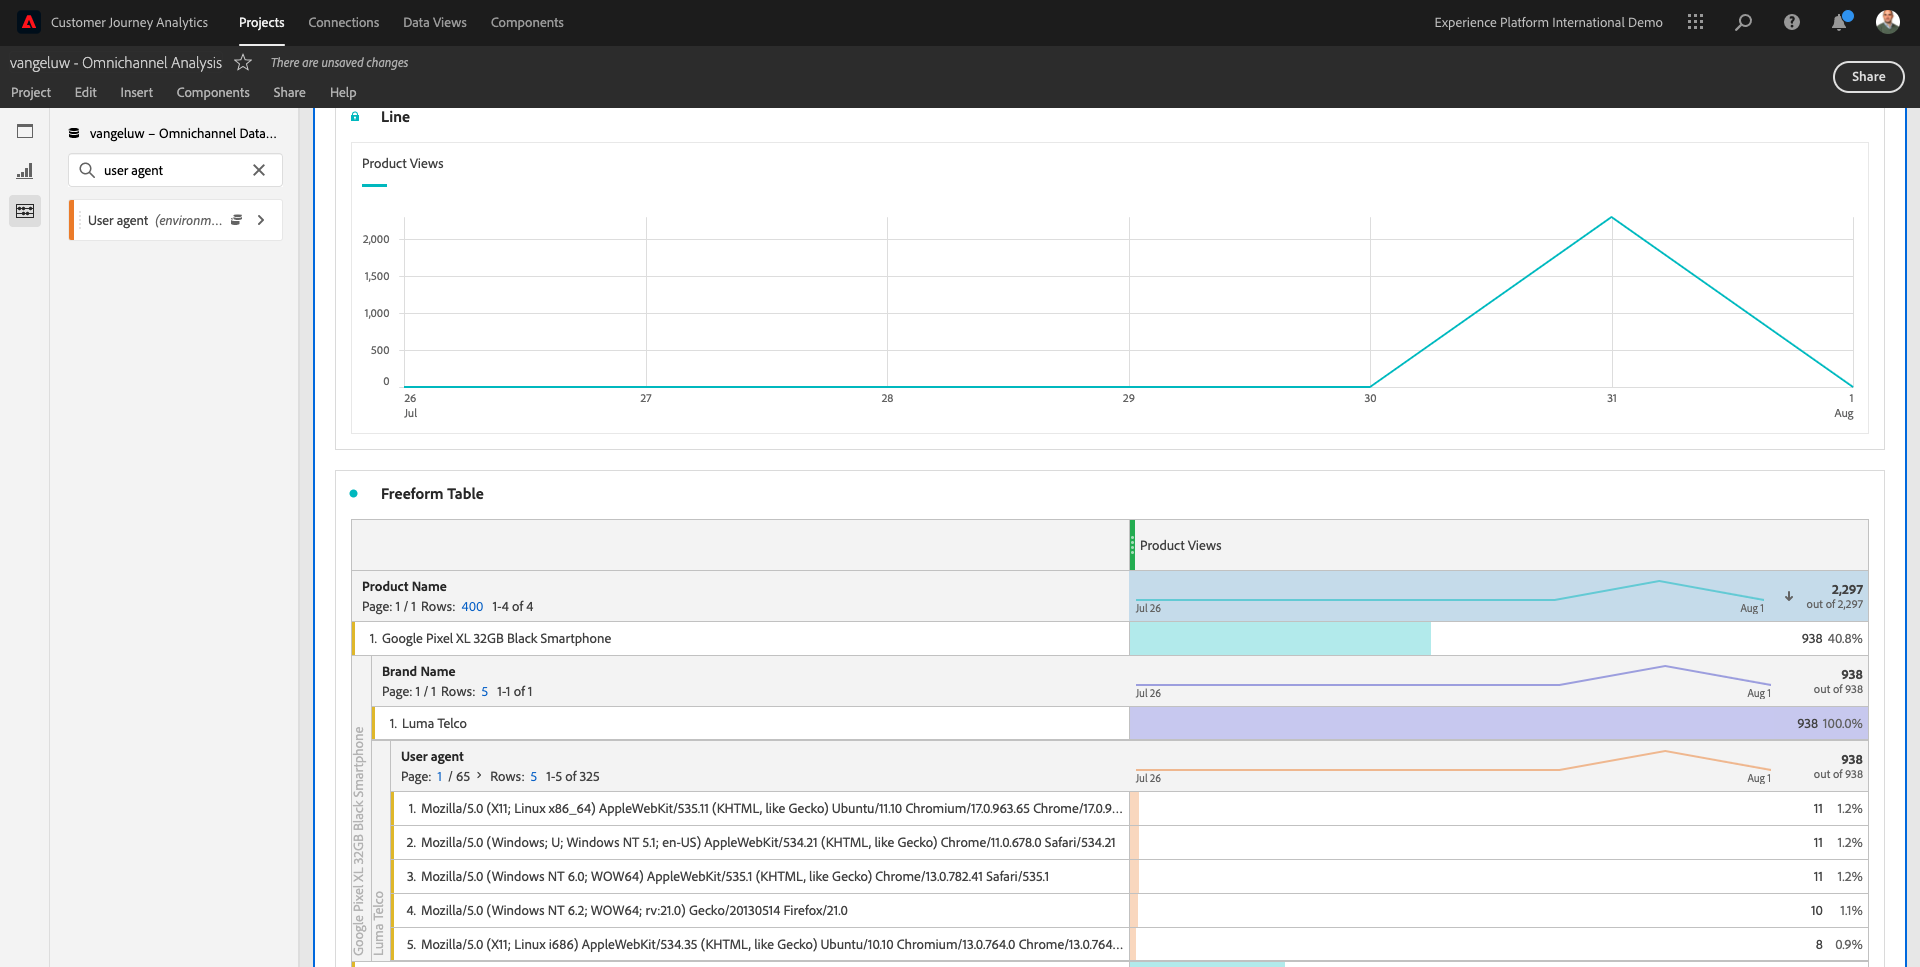 Customer Journey Analytics
Projects
Connections
Data Views
Components
Experience Platform International Demo
vangeluw - Omnichannel Analysis
There are unsaved changes
Share
Project
Edit
Insert
Components
Share
Help
vangeluw – Omnichannel Data...
user agent
User agent (environm...
Line
Product Views
2,000
1,500
1,000
500
0
26
27
28
29
30
31
1
Jul
Aug
Freeform Table
Product Views
Product Name
Page: 1 / 1 Rows: 400 1-4 of 4
Jul 26
Aug 1
2,297
out of 2,297
1. Google Pixel XL 32GB Black Smartphone
938 40.8%
Brand Name
Page: 1 / 1 Rows: 5 1-1 of 1
Jul 26
Aug 1
938
out of 938
1. Luma Telco
938 100.0%
User agent
Page: 1 / 65 > Rows: 5 1-5 of 325
Jul 26
Aug 1
938
out of 938
1. Mozilla/5.0 (X11; Linux x86_64) AppleWebKit/535.11 (KHTML, like Gecko) Ubuntu/11.10 Chromium/17.0.963.65 Chrome/17.0.9...
11 1.2%
2. Mozilla/5.0 (Windows; U; Windows NT 5.1; en-US) AppleWebKit/534.21 (KHTML, like Gecko) Chrome/11.0.678.0 Safari/534.21
11 1.2%
3. Mozilla/5.0 (Windows NT 6.0; WOW64) AppleWebKit/535.1 (KHTML, like Gecko) Chrome/13.0.782.41 Safari/535.1
11 1.2%
4. Mozilla/5.0 (Windows NT 6.2; WOW64; rv:21.0) Gecko/20130514 Firefox/21.0
10 1.1%
5. Mozilla/5.0 (X11; Linux i686) AppleWebKit/534.35 (KHTML, like Gecko) Ubuntu/10.10 Chromium/13.0.764.0 Chrome/13.0.764...
8 0.9%
Google Pixel XL 32GB Black Smartphone
Luma Telco